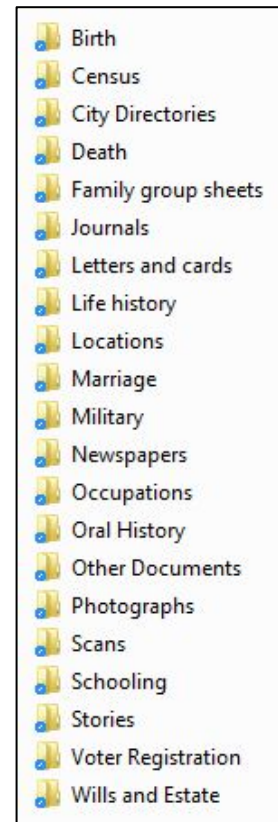 Birth
Census
City Directories
Death
Family group sheets
Journals
Letters and cards
Life history
Locations
Marriage
Military
Newspapers
Occupations
Oral History
Other Documents
Photographs
Scans
Schooling
Stories
Voter Registration
Wills and Estate